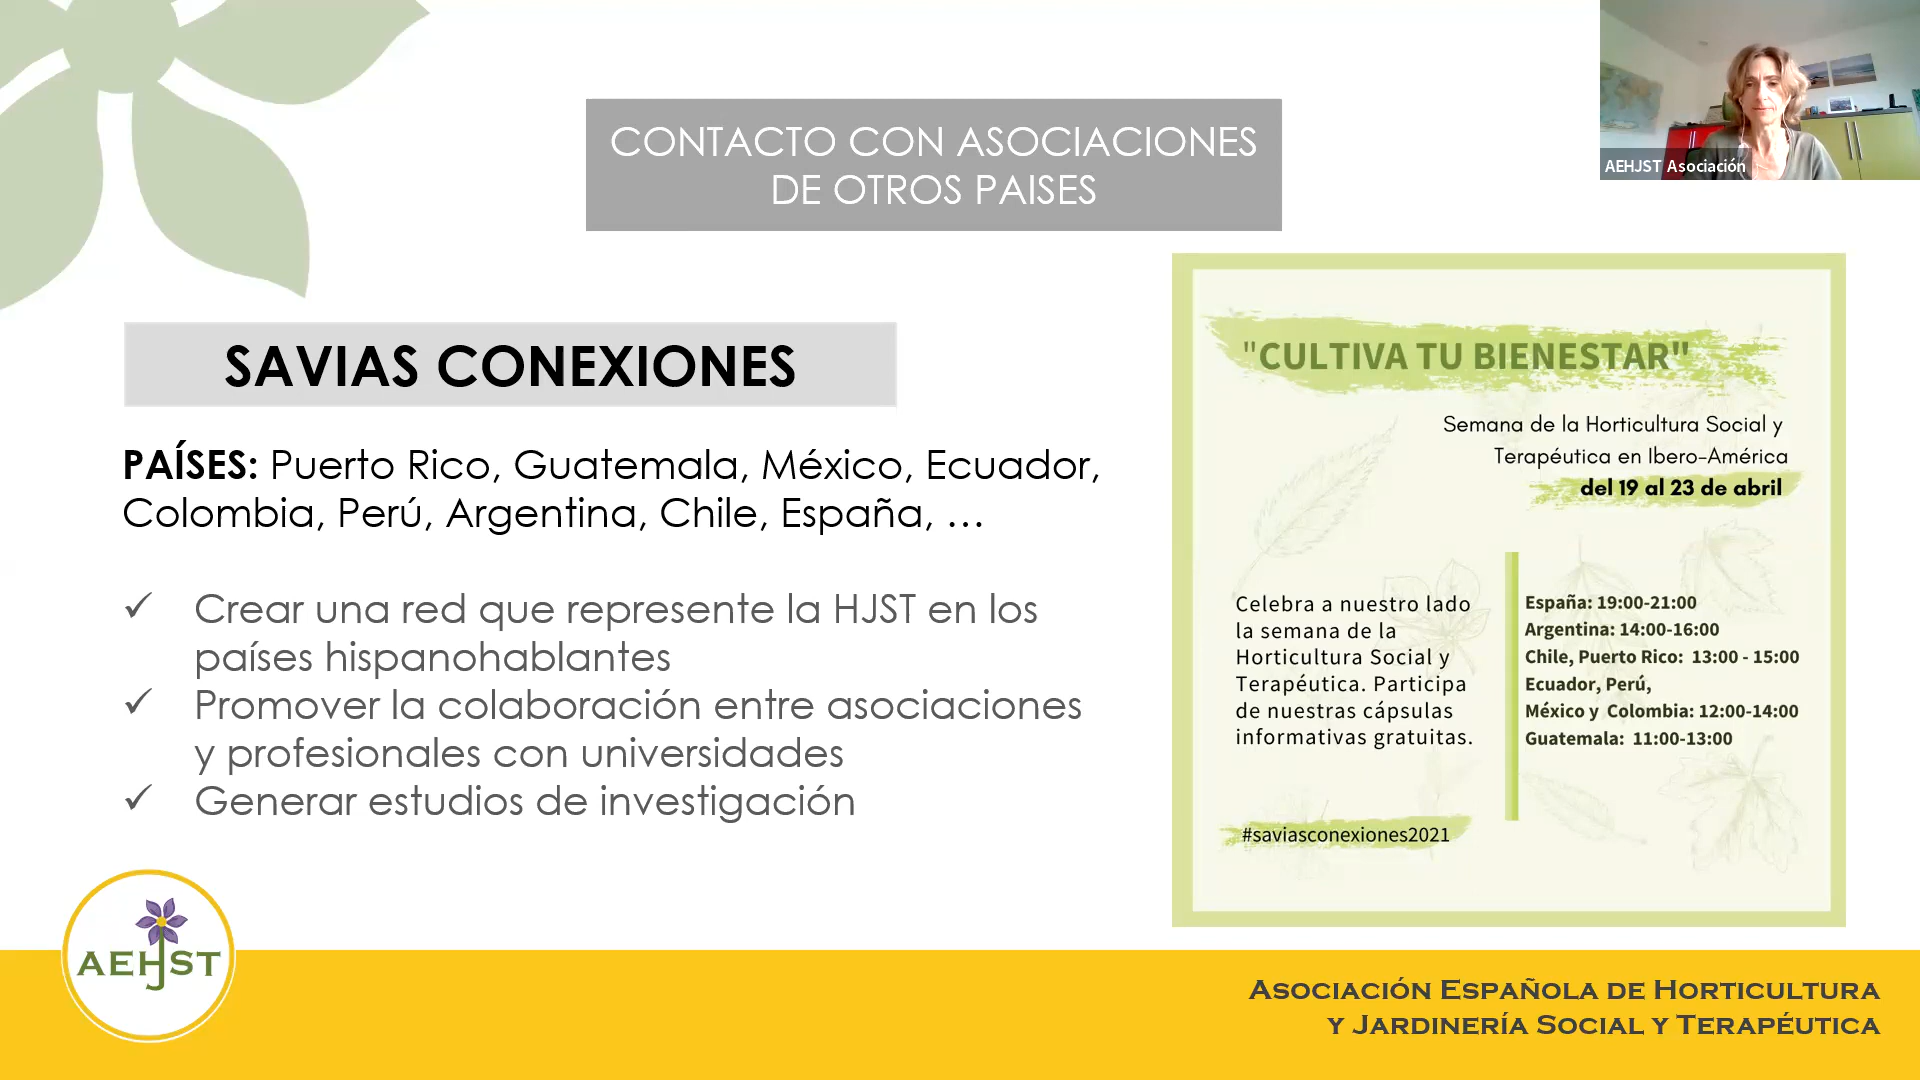 CONTACTO CON ASOCIACIONES
DE OTROS PAISES
AEHJST Asociación
SAVIAS CONEXIONES
PAÍSES: Puerto Rico, Guatemala, México, Ecuador,
Colombia, Perú, Argentina, Chile, España, ...
✓ Crear una red que represente la HJST en los
países hispanohablantes
✓ Promover la colaboración entre asociaciones
y profesionales con universidades
✓ Generar estudios de investigación
"CULTIVA TU BIENESTAR"
Semana de la Horticultura Social y
Terapéutica en Ibero-América
del 19 al 23 de abril
Celebra a nuestro lado
la semana de la
Horticultura Social y
Terapéutica. Participa
de nuestras cápsulas
informativas gratuitas.
España: 19:00-21:00
Argentina: 14:00-16:00
Chile, Puerto Rico: 13:00 - 15:00
Ecuador, Perú,
México y Colombia: 12:00-14:00
Guatemala: 11:00-13:00
#saviasconexiones2021
AEHJST
Asociación Española de Horticultura
y Jardinería Social y Terapéutica